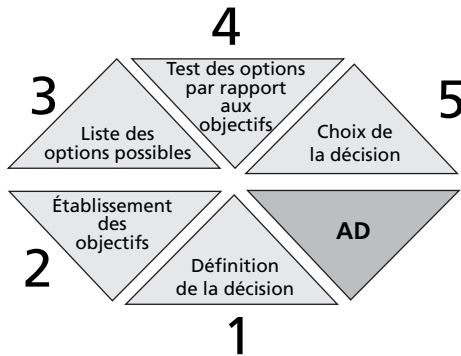 4
Test des options
par rapport
aux
objectifs
3
Liste des
options possibles
5
Choix de
la décision
Établissement
des
objectifs
2
Définition
de la décision
1
AD